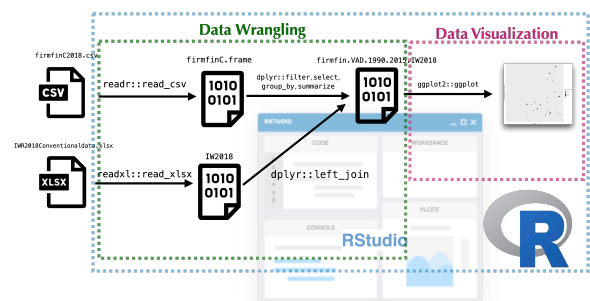 Data Wrangling
Data Visualization
firmfinC2018.csv
firmfinC.frame
firmfin.VAD.1990.2015.IW2018
CSV
readr::read_csv
1010
0101
dplyr::filter,select,
group_by,summarize
1010
0101
ggplot2::ggplot
RSTUDIO
CODE
WORKSPACE
IWR2018Conventionaldata.xlsx
IW2018
XLSX
readxl::read_xlsx
1010
0101
dplyr::left_join
PLOTS
CONSOLE
RStudio
R